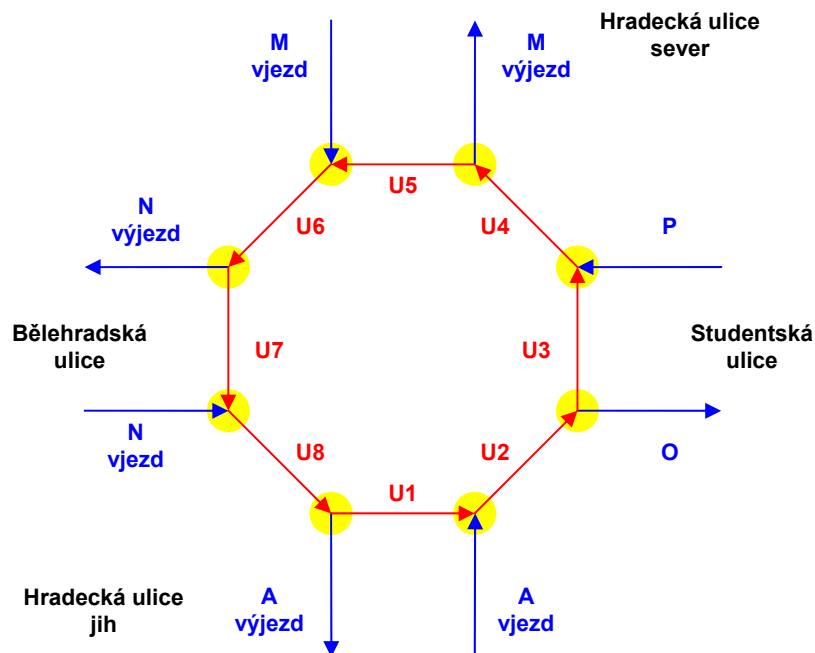 M
vjezd
M
výjezd
Hradecká ulice
sever
U5
N
výjezd
U6
U4
P
Bělehradská
ulice
U7
U3
Studentská
ulice
N
vjezd
U8
U2
O
U1
Hradecká ulice
jih
A
výjezd
A
vjezd